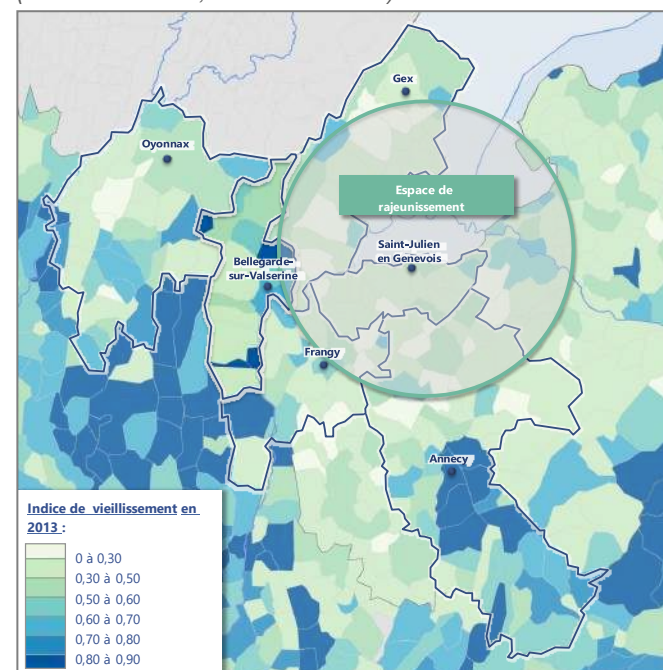 Gex
Oyonnax
Espace de
rajeunissement
Saint-Julien
en Genevois
Bellegarde-
sur-Valserine
Frangy
Annecy
Indice de vieillissement en
2013 :
0 à 0,30
0,30 à 0,50
0,50 à 0,60
0,60 à 0,70
0,70 à 0,80
0,80 à 0,90